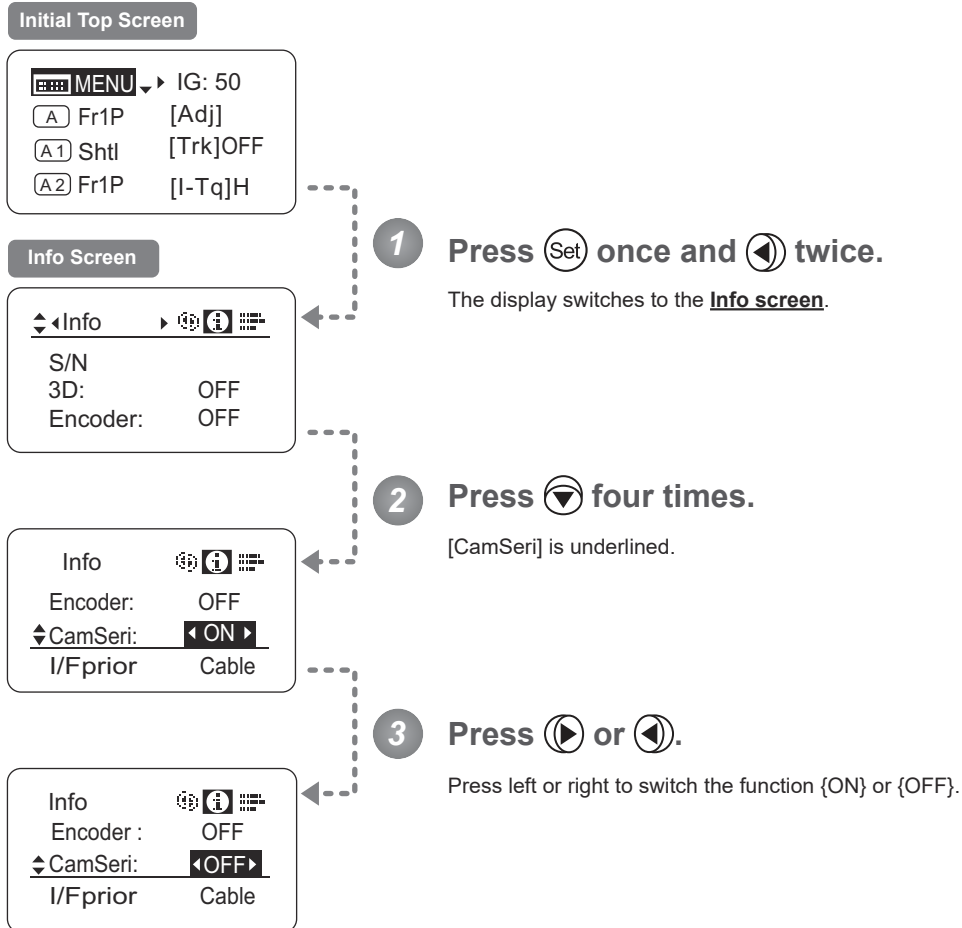 Initial Top Screen
MENU IG: 50
A Fr1P [Adj]
A1 Shtl [Trk]OFF
A2 Fr1P [I-Tq]H
1 Press Set once and twice.
The display switches to the Info screen.
Info Screen
Info
S/N
3D: OFF
Encoder: OFF
2 Press four times.
[CamSeri] is underlined.
Info
Encoder: OFF
CamSeri: ON
I/Fprior Cable
3 Press or .
Press left or right to switch the function {ON} or {OFF}.
Info
Encoder : OFF
CamSeri: OFF
I/Fprior Cable